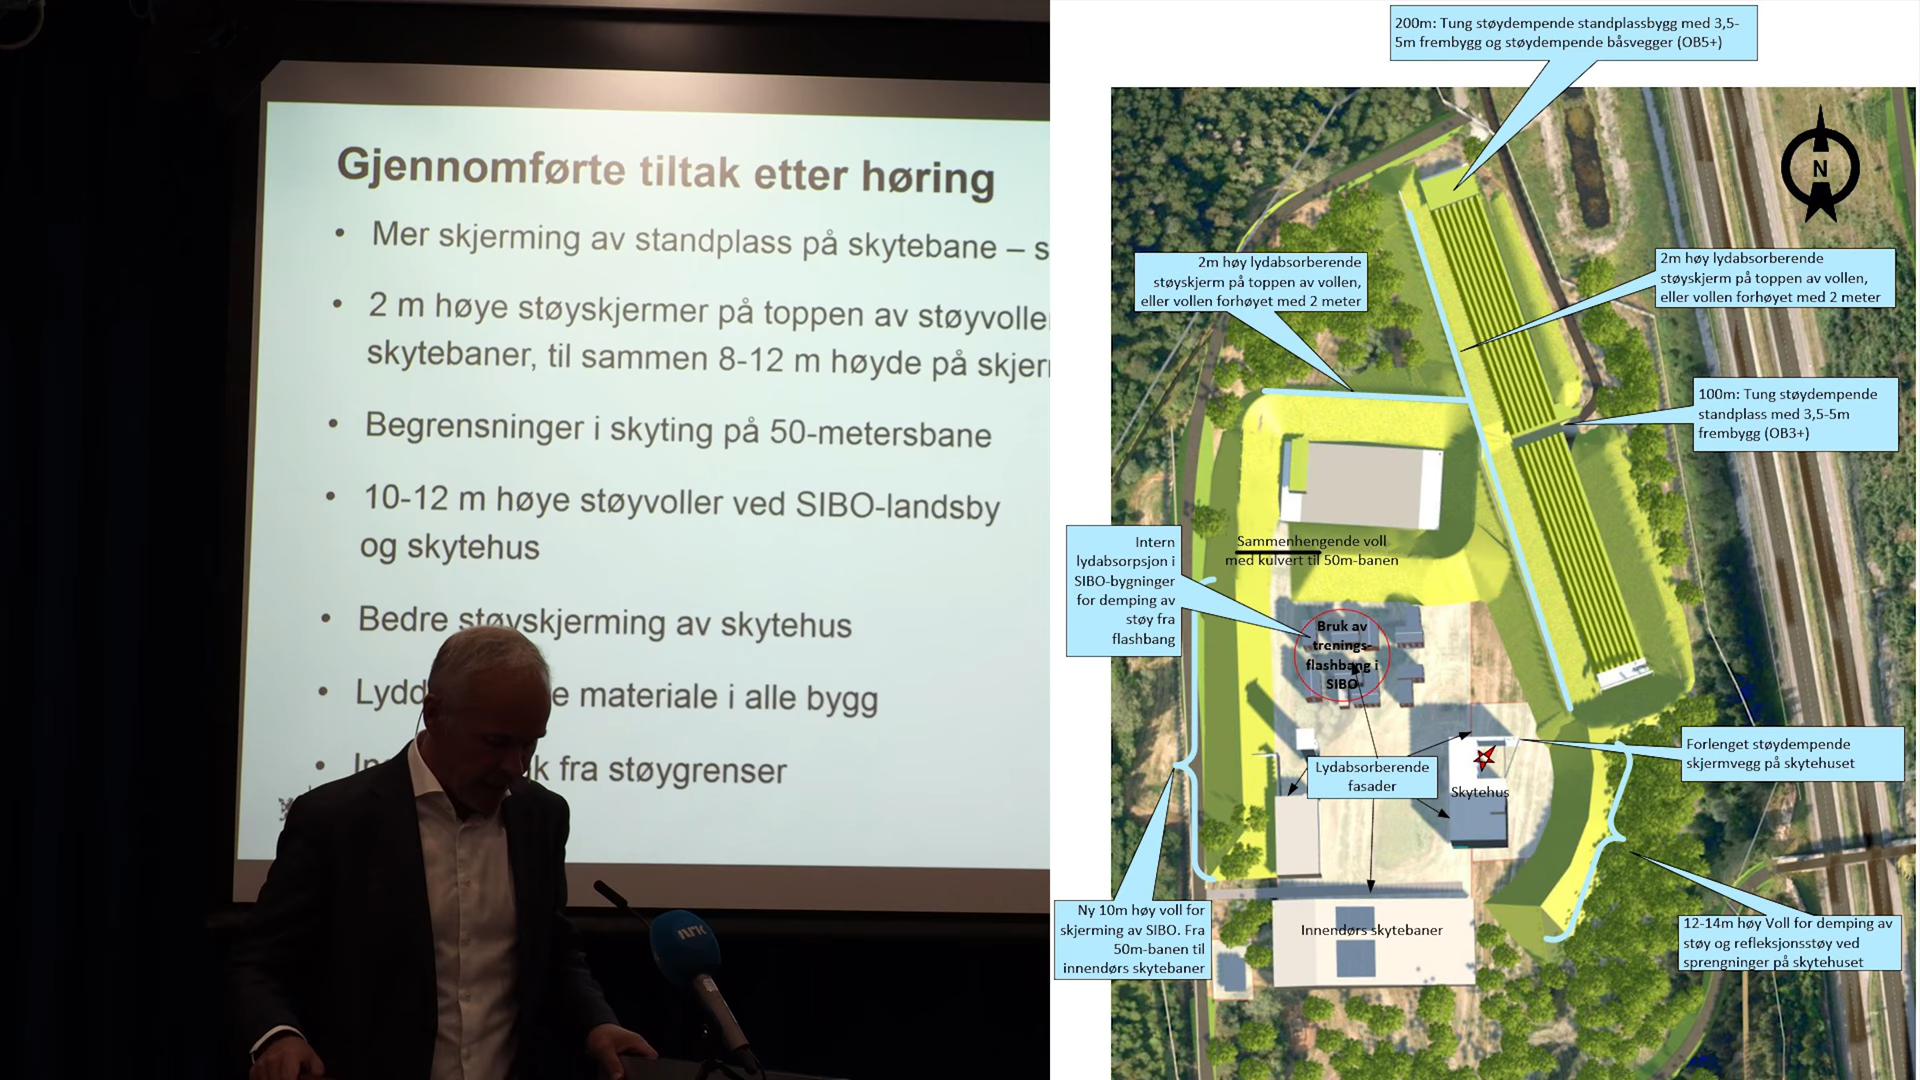 Gjennomførte tiltak etter høring
• Mer skjerming av standplass på skytebane – s
• 2 m høye støyskjermer på toppen av støyvolle
skytebaner, til sammen 8-12 m høyde på skjer
• Begrensninger i skyting på 50-metersbane
• 10-12 m høye støyvoller ved SIBO-landsby
og skytehus
• Bedre støyskjerming av skytehus
• materiale i alle bygg
• fra støygrenser
NRK
200m: Tung støydempende standplassbygg med 3,5-
5m frembygg og støydempende båsvegger (OB5+)
N
2m høy lydabsorberende
støyskjerm på toppen av vollen,
eller vollen forhøyet med 2 meter
2m høy lydabsorberende
støyskjerm på toppen av vollen,
eller vollen forhøyet med 2 meter
100m: Tung støydempende
standplass med 3,5-5m
frembygg (OB3+)
Sammenhengende voll
med kulvert til 50m-banen
Intern
lydabsorpsjon i
SIBO-bygninger
for demping av
støy fra
flashbang
Bruk av
trenings-
flashbang i
SIBO
Forlenget støydempende
skjermvegg på skytehuset
Lydabsorberende
fasader
Skytehus
Ny 10m høy voll for
skjerming av SIBO. Fra
50m-banen til
innendørs skytebaner
Innendørs skytebaner
12-14m høy Voll for demping av
støy og refleksjonsstøy ved
sprengninger på skytehuset